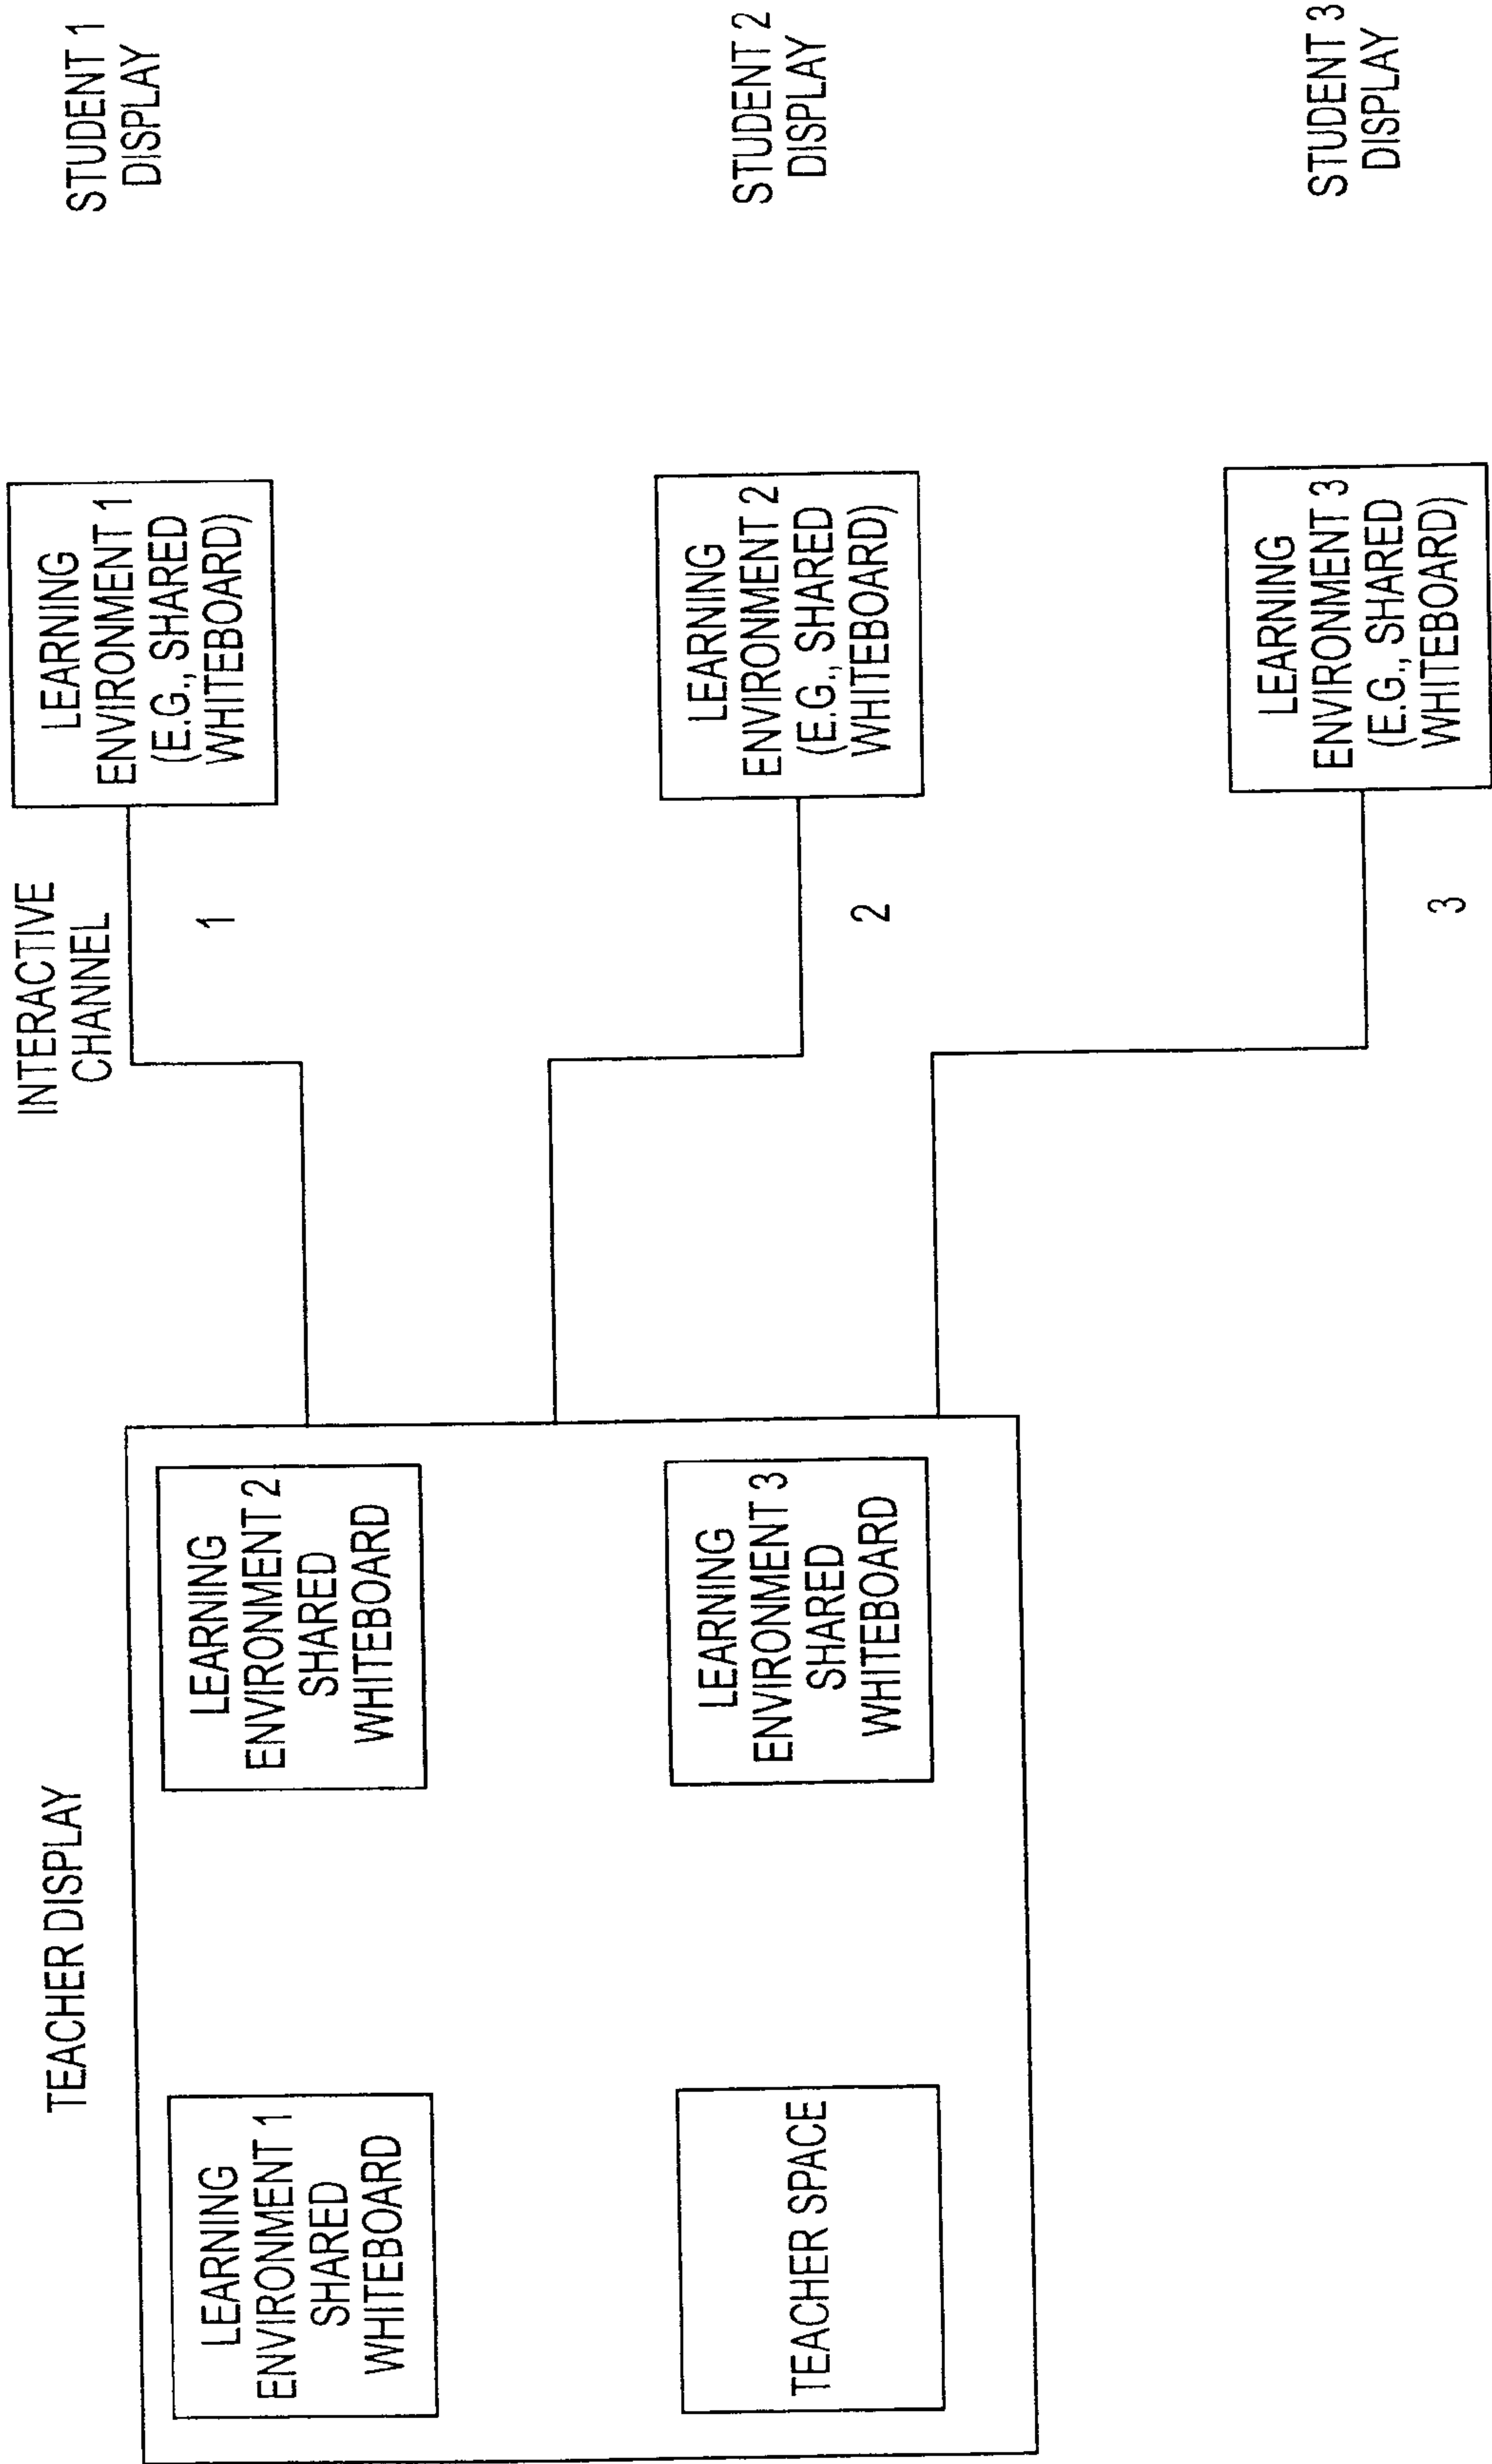 TEACHER DISPLAY
LEARNING
ENVIRONMENT 1
SHARED
WHITEBOARD
LEARNING
ENVIRONMENT 2
SHARED
WHITEBOARD
TEACHER SPACE
LEARNING
ENVIRONMENT 3
SHARED
WHITEBOARD
INTERACTIVE
CHANNEL
1
2
3
LEARNING
ENVIRONMENT 1
(E.G., SHARED
WHITEBOARD)
STUDENT 1
DISPLAY
LEARNING
ENVIRONMENT 2
(E.G., SHARED
WHITEBOARD)
STUDENT 2
DISPLAY
LEARNING
ENVIRONMENT 3
(E.G., SHARED
WHITEBOARD)
STUDENT 3
DISPLAY